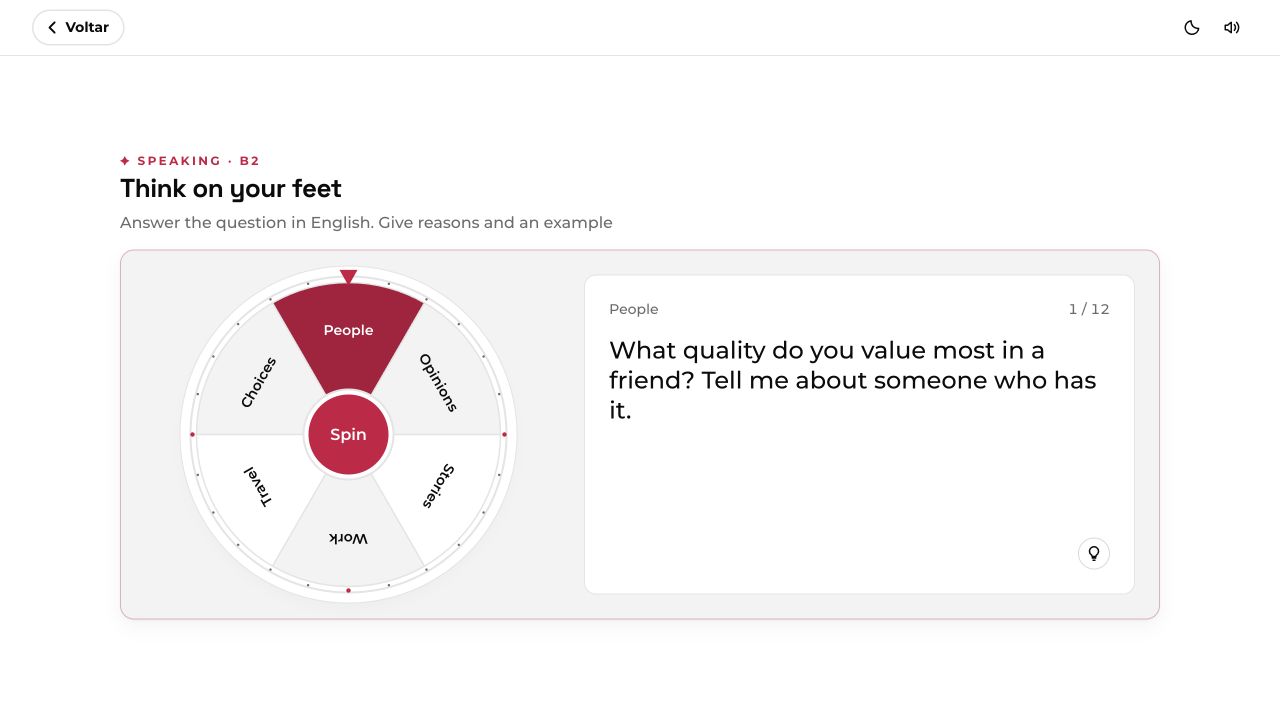 Voltar
SPEAKING · B2
Think on your feet
Answer the question in English. Give reasons and an example
People
Opinions
Stories
Work
Travel
Choices
Spin
People
1 / 12
What quality do you value most in a
friend? Tell me about someone who has
it.